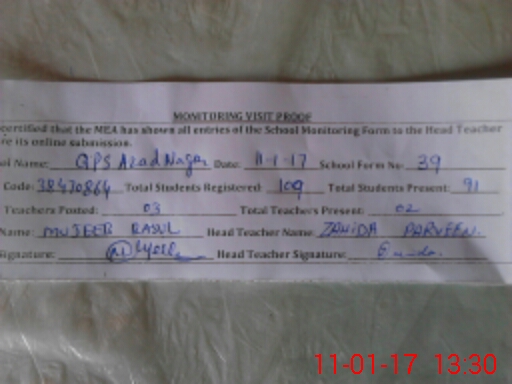 MONITORING VISIT PROOF
certified that the MEA has shown all entries of the School Monitoring Form to the Head Teacher
re its online submission.
ol Name: GPS Azad Nagar Date: 11-1-17 School Form No. 39
Code: 38470864 Total Students Registered: 109 Total Students Present: 91
Teachers Posted: 03 Total Teachers Present: 02
Name: MUJEEB RASUL Head Teacher Name: ZAHIDA PARVEEN.
Signature: Head Teacher Signature:
11-01-17 13:30